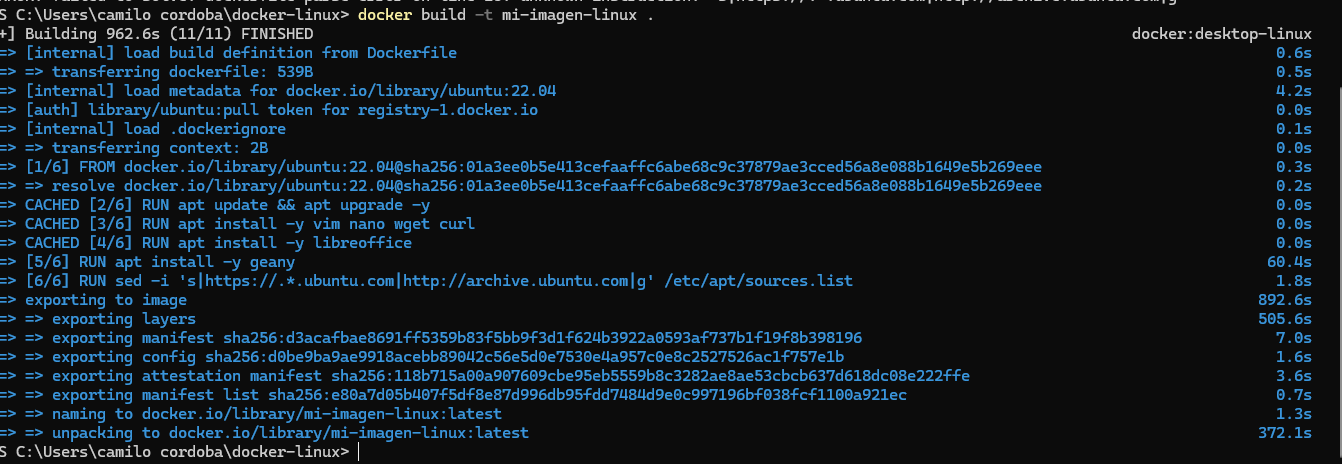 S C:\Users\camilo cordoba\docker-linux> docker build -t mi-imagen-linux .
+] Building 962.6s (11/11) FINISHED docker:desktop-linux
=> [internal] load build definition from Dockerfile 0.6s
=> => transferring dockerfile: 539B 0.5s
=> [internal] load metadata for docker.io/library/ubuntu:22.04 4.2s
=> [auth] library/ubuntu:pull token for registry-1.docker.io 0.0s
=> [internal] load .dockerignore 0.1s
=> => transferring context: 2B 0.0s
=> [1/6] FROM docker.io/library/ubuntu:22.04@sha256:01a3ee0b5e413cefaaffc6abe68c9c37879ae3cced56a8e088b1649e5b269eee 0.3s
=> => resolve docker.io/library/ubuntu:22.04@sha256:01a3ee0b5e413cefaaffc6abe68c9c37879ae3cced56a8e088b1649e5b269eee 0.2s
=> CACHED [2/6] RUN apt update && apt upgrade -y 0.0s
=> CACHED [3/6] RUN apt install -y vim nano wget curl 0.0s
=> CACHED [4/6] RUN apt install -y libreoffice 0.0s
=> [5/6] RUN apt install -y geany 60.4s
=> [6/6] RUN sed -i 's|https://.*.ubuntu.com|http://archive.ubuntu.com|g' /etc/apt/sources.list 1.8s
=> exporting to image 892.6s
=> => exporting layers 505.6s
=> => exporting manifest sha256:d3acafbae8691ff5359b83f5bb9f3d1f624b3922a0593af737b1f19f8b398196 7.0s
=> => exporting config sha256:d0be9ba9ae9918acebb89042c56e5d0e7530e4a957c0e8c2527526ac1f757e1b 1.6s
=> => exporting attestation manifest sha256:118b715a00a907609cbe95eb5559b8c3282ae8ae53cbcb637d618dc08e222ffe 3.6s
=> => exporting manifest list sha256:e80a7d05b407f5df8e87d996db95fdd7484d9e0c997196bf038fcf1100a921ec 0.7s
=> => naming to docker.io/library/mi-imagen-linux:latest 1.3s
=> => unpacking to docker.io/library/mi-imagen-linux:latest 372.1s
S C:\Users\camilo cordoba\docker-linux>